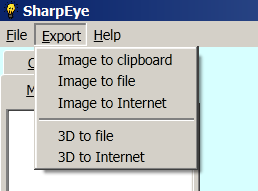 SharpEye
File Export Help
Image to clipboard
Image to file
Image to Internet
3D to file
3D to Internet